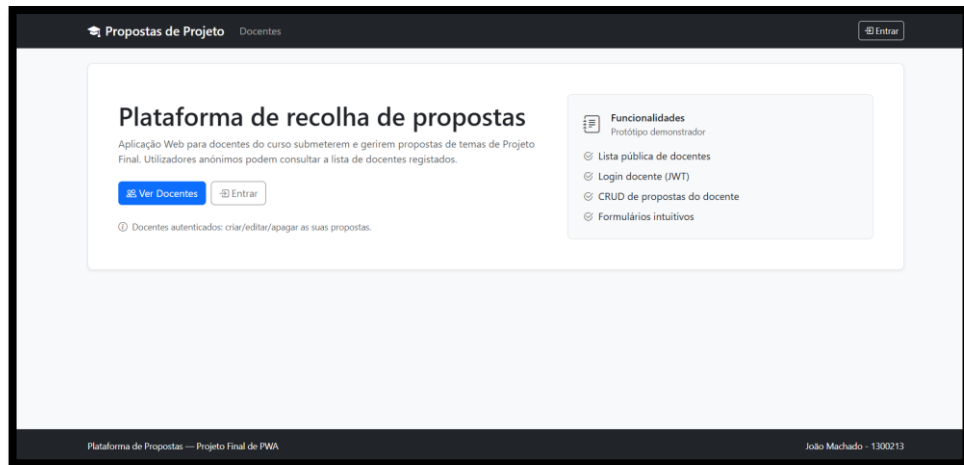 Propostas de Projeto Docentes Entrar
Plataforma de recolha de propostas
Aplicação Web para docentes do curso submeterem e gerirem propostas de temas de Projeto
Final. Utilizadores anónimos podem consultar a lista de docentes registados.
Ver Docentes Entrar
Docentes autenticados: criar/editar/apagar as suas propostas.
Funcionalidades
Protótipo demonstrador
Lista pública de docentes
Login docente (JWT)
CRUD de propostas do docente
Formulários intuitivos
Plataforma de Propostas — Projeto Final de PWA João Machado - 1300213